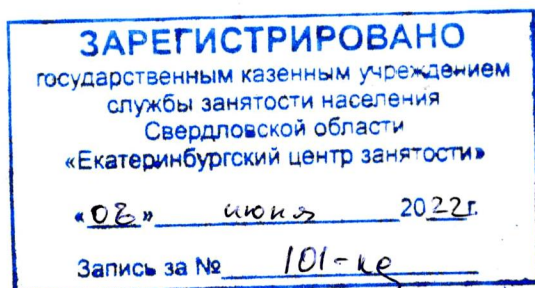 ЗАРЕГИСТРИРОВАНО
государственным казенным учреждением
службы занятости населения
Свердловской области
«Екатеринбургский центр занятости»
«08» июня 2022г.
Запись за № 101-ке